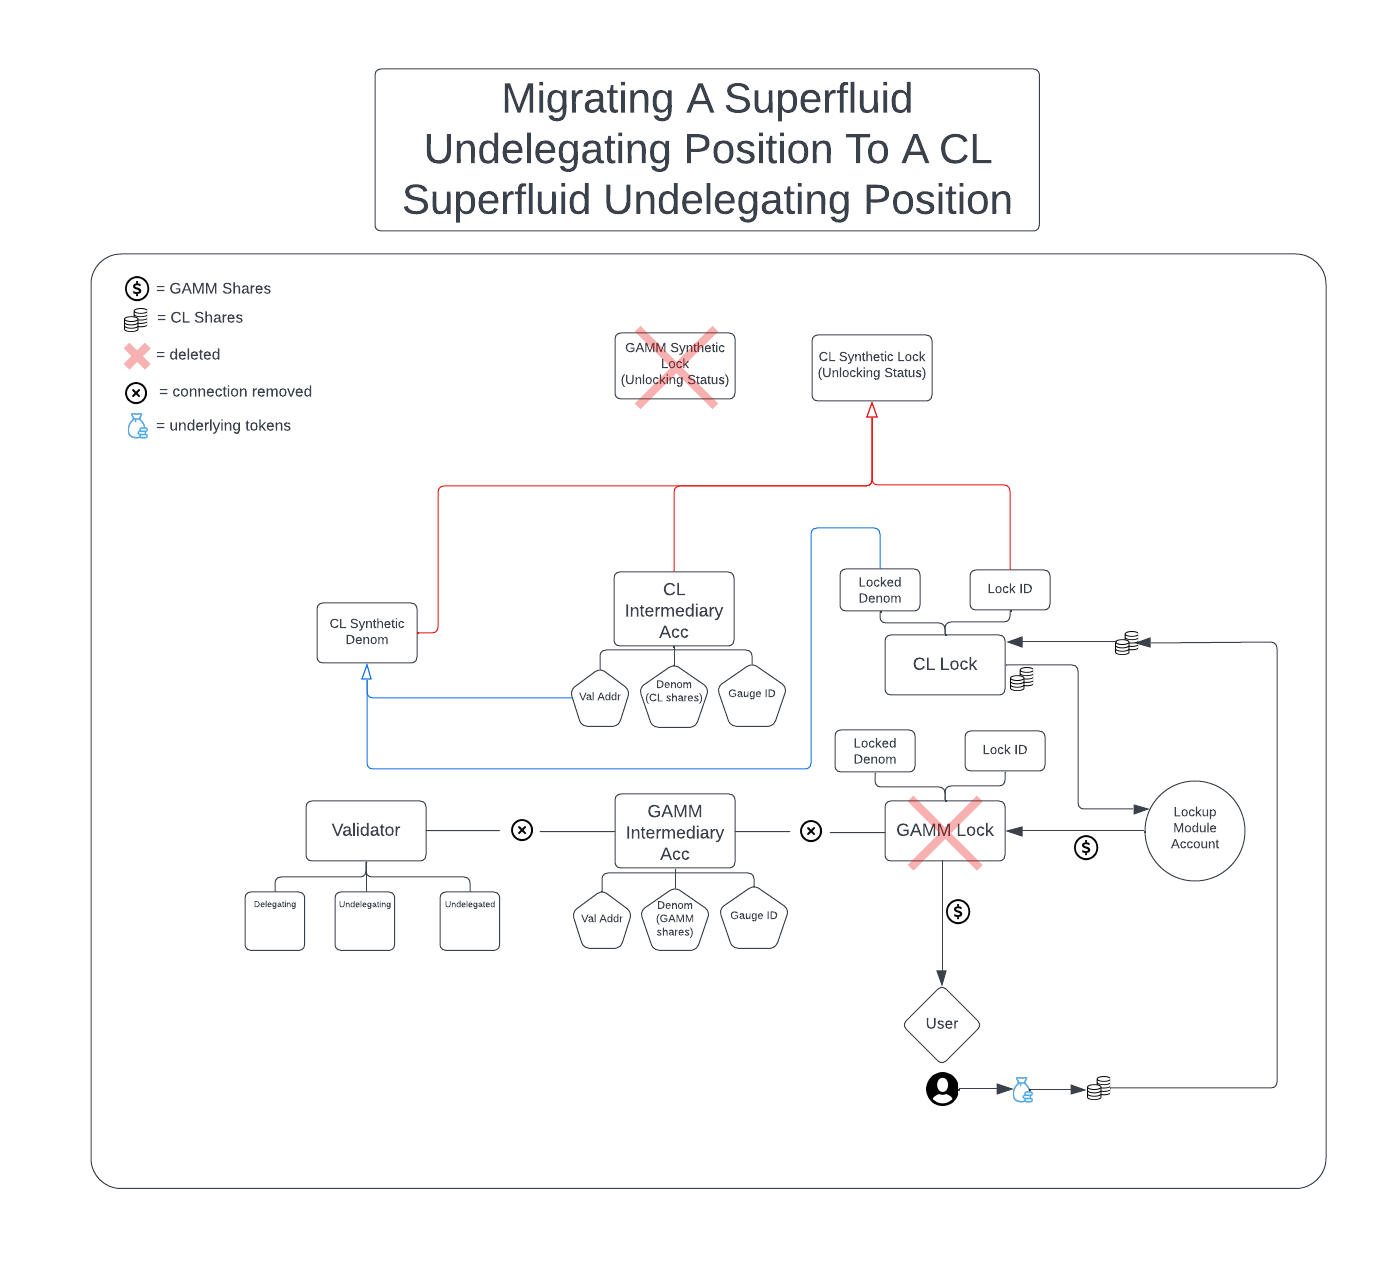 Migrating A Superfluid
Undelegating Position To A CL
Superfluid Undelegating Position
= GAMM Shares
= CL Shares
= deleted
= connection removed
= underlying tokens
GAMM Synthetic
Lock
(Unlocking Status)
CL Synthetic Lock
(Unlocking Status)
CL Synthetic
Denom
CL
Intermediary
Acc
Val Addr
Denom
(CL shares)
Gauge ID
Locked
Denom
Lock ID
CL Lock
Locked
Denom
Lock ID
Validator
Delegating
Undelegating
Undelegated
GAMM
Intermediary
Acc
Val Addr
Denom
(GAMM
shares)
Gauge ID
GAMM Lock
Lockup
Module
Account
User